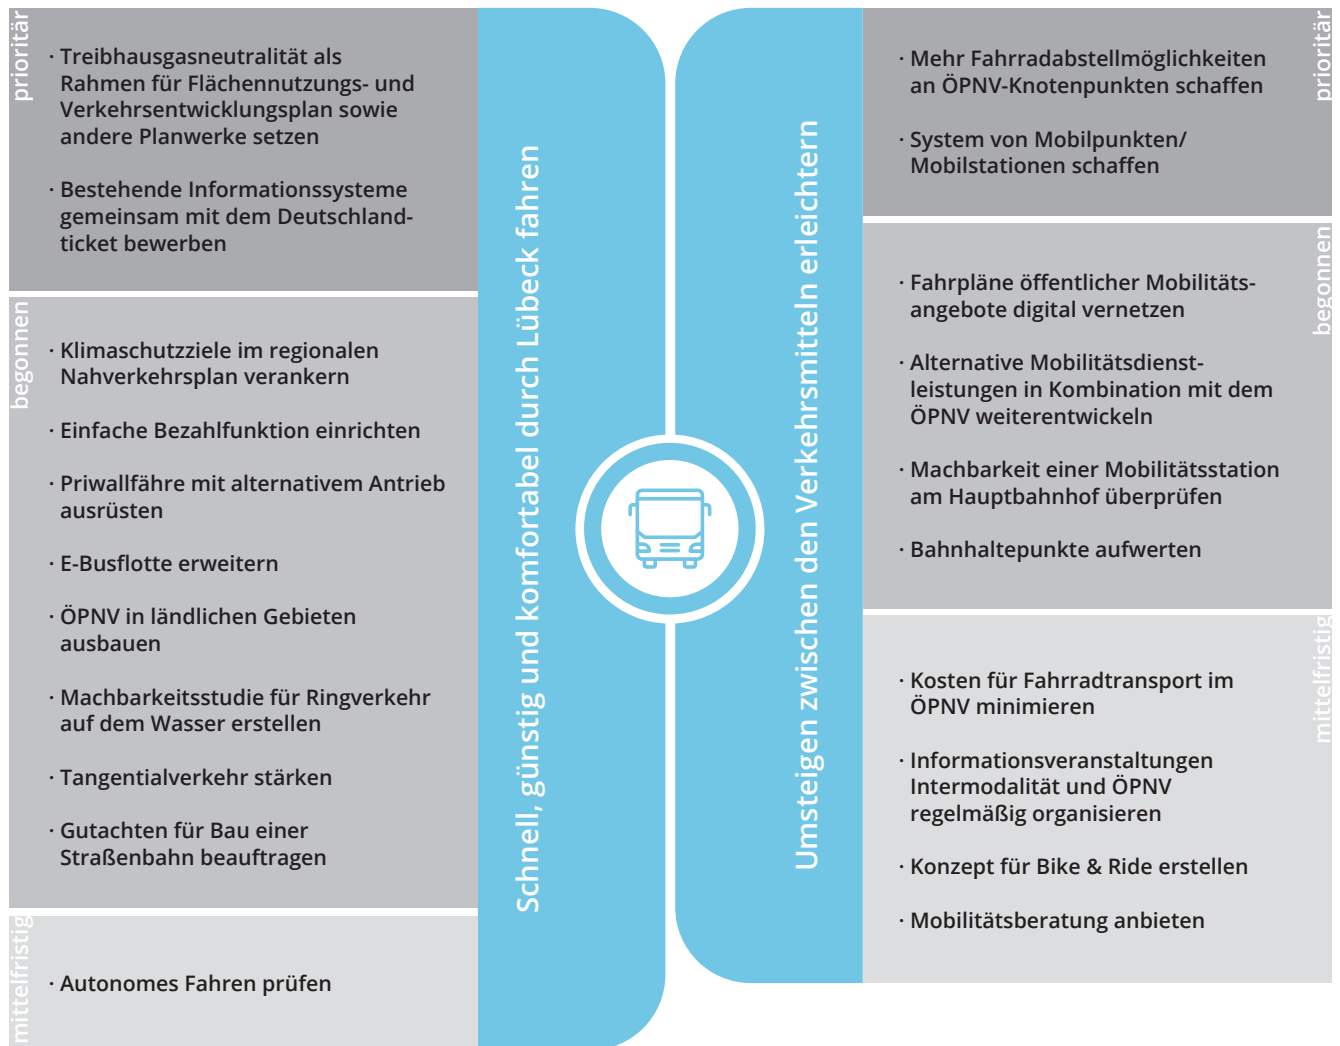 prioritär
· Treibhausgasneutralität als
Rahmen für Flächennutzungs- und
Verkehrsentwicklungsplan sowie
andere Planwerke setzen
· Bestehende Informationssysteme
gemeinsam mit dem Deutschland-
ticket bewerben
begonnen
· Klimaschutzziele im regionalen
Nahverkehrsplan verankern
· Einfache Bezahlfunktion einrichten
· Priwallfähre mit alternativem Antrieb
ausrüsten
· E-Busflotte erweitern
· ÖPNV in ländlichen Gebieten
ausbauen
· Machbarkeitsstudie für Ringverkehr
auf dem Wasser erstellen
· Tangentialverkehr stärken
· Gutachten für Bau einer
Straßenbahn beauftragen
mittelfristig
· Autonomes Fahren prüfen
Schnell, günstig und komfortabel durch Lübeck fahren
Umsteigen zwischen den Verkehrsmitteln erleichtern
prioritär
· Mehr Fahrradabstellmöglichkeiten
an ÖPNV-Knotenpunkten schaffen
· System von Mobilpunkten/
Mobilstationen schaffen
begonnen
· Fahrpläne öffentlicher Mobilitäts-
angebote digital vernetzen
· Alternative Mobilitätsdienst-
leistungen in Kombination mit dem
ÖPNV weiterentwickeln
· Machbarkeit einer Mobilitätsstation
am Hauptbahnhof überprüfen
· Bahnhaltepunkte aufwerten
mittelfristig
· Kosten für Fahrradtransport im
ÖPNV minimieren
· Informationsveranstaltungen
Intermodalität und ÖPNV
regelmäßig organisieren
· Konzept für Bike & Ride erstellen
· Mobilitätsberatung anbieten